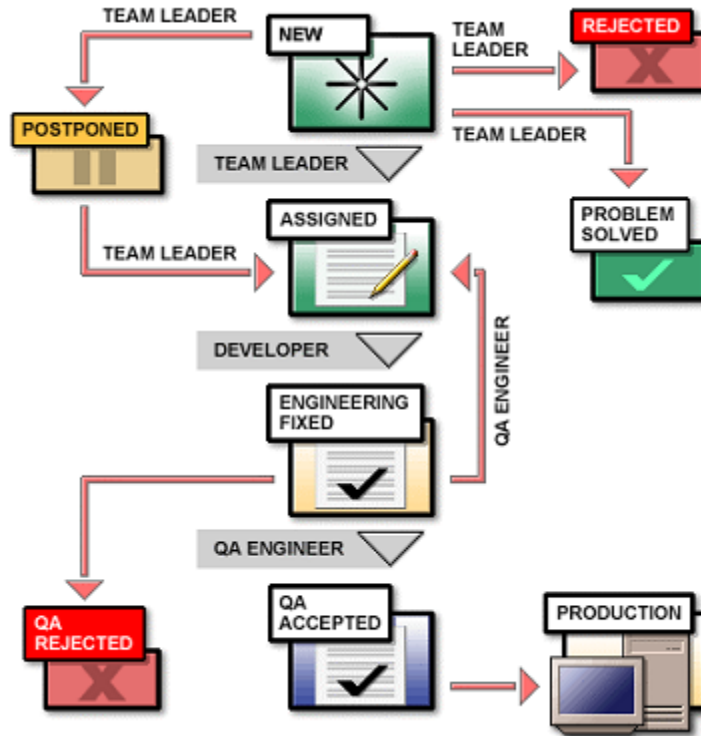 TEAM LEADER
NEW
TEAM
LEADER
REJECTED
POSTPONED
TEAM LEADER
TEAM LEADER
ASSIGNED
PROBLEM
SOLVED
TEAM LEADER
DEVELOPER
QA ENGINEER
ENGINEERING
FIXED
QA ENGINEER
QA
REJECTED
QA
ACCEPTED
PRODUCTION